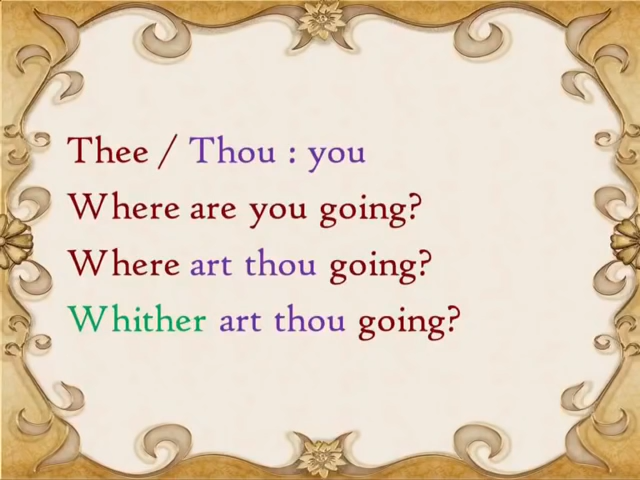 Thee / Thou : you
Where are you going?
Where art thou going?
Whither art thou going?